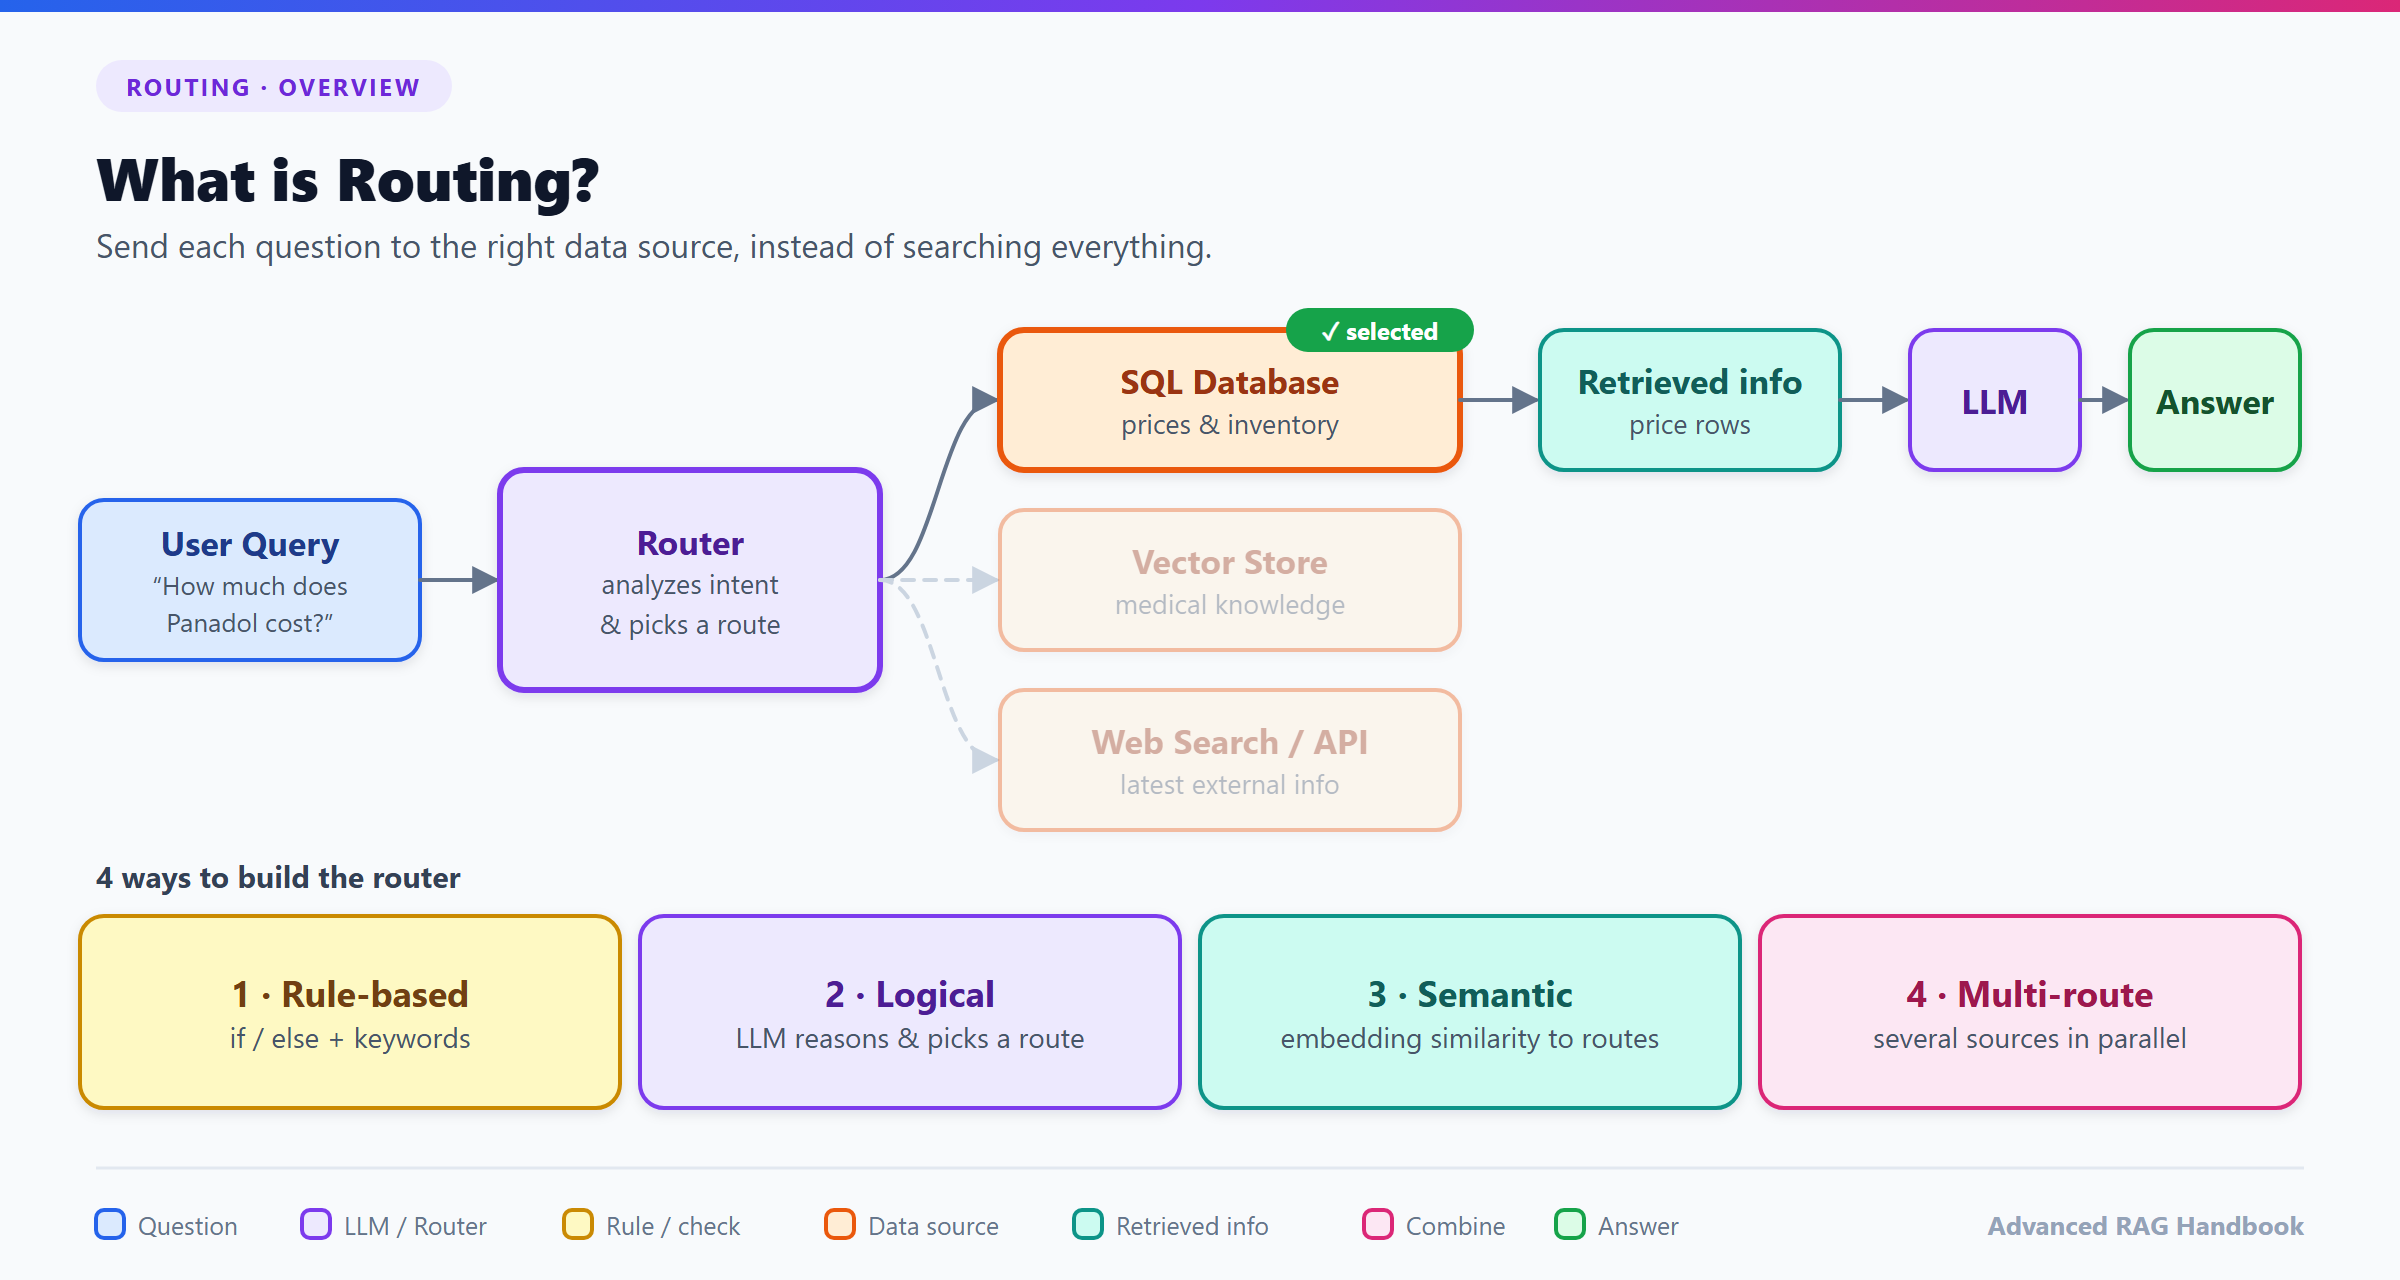 ROUTING · OVERVIEW
What is Routing?
Send each question to the right data source, instead of searching everything.
User Query
“How much does
Panadol cost?”
Router
analyzes intent
& picks a route
✓ selected
SQL Database
prices & inventory
Vector Store
medical knowledge
Web Search / API
latest external info
Retrieved info
price rows
LLM
Answer
4 ways to build the router
1 · Rule-based
if / else + keywords
2 · Logical
LLM reasons & picks a route
3 · Semantic
embedding similarity to routes
4 · Multi-route
several sources in parallel
Question
LLM / Router
Rule / check
Data source
Retrieved info
Combine
Answer
Advanced RAG Handbook